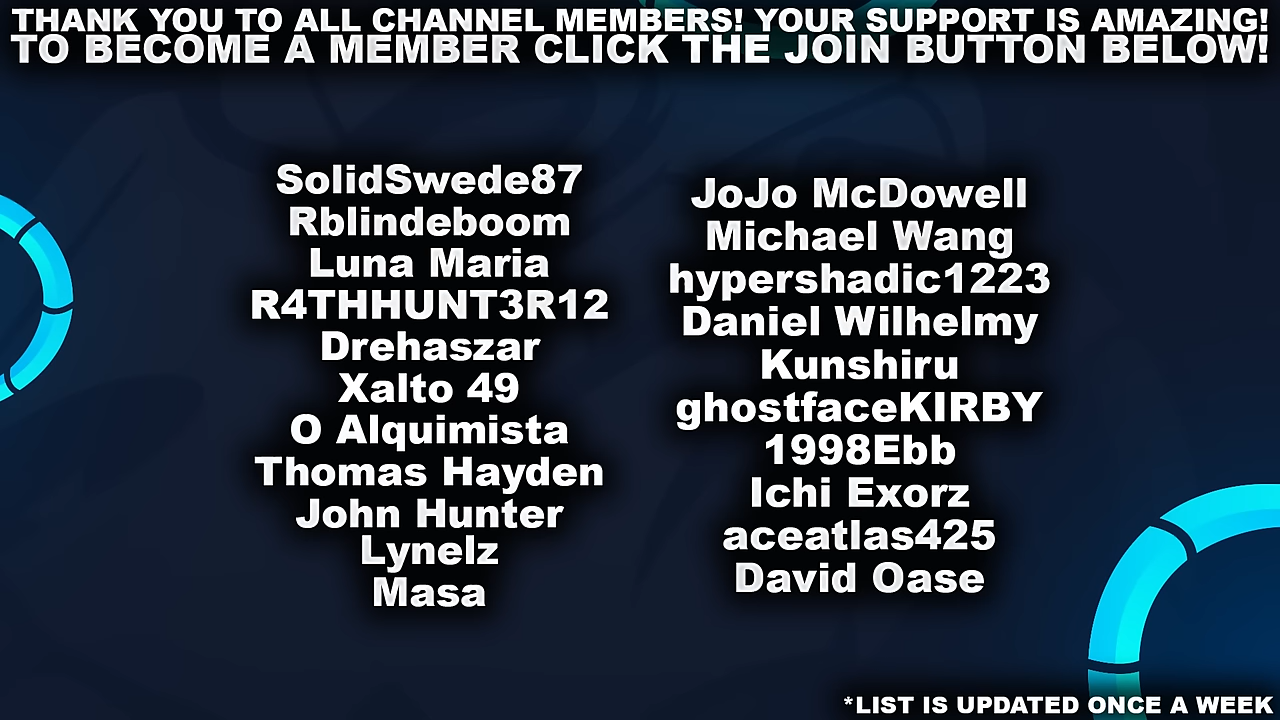 THANK YOU TO ALL CHANNEL MEMBERS! YOUR SUPPORT IS AMAZING!
TO BECOME A MEMBER CLICK THE JOIN BUTTON BELOW!
SolidSwede87
Rblindeboom
Luna Maria
R4THHUNT3R12
Drehaszar
Xalto 49
O Alquimista
Thomas Hayden
John Hunter
Lynelz
Masa
JoJo McDowell
Michael Wang
hypershadic1223
Daniel Wilhelmy
Kunshiru
ghostfaceKIRBY
1998Ebb
Ichi Exorz
aceatlas425
David Oase
*LIST IS UPDATED ONCE A WEEK